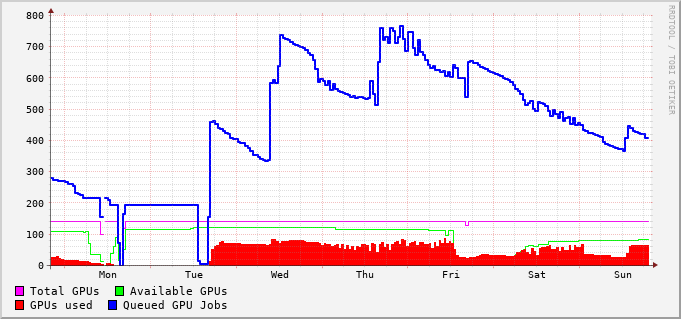 800
700
600
500
400
300
200
100
0
Mon Tue Wed Thu Fri Sat Sun
RRDTOOL / TOBI OETIKER
Total GPUs Available GPUs
GPUs used Queued GPU Jobs